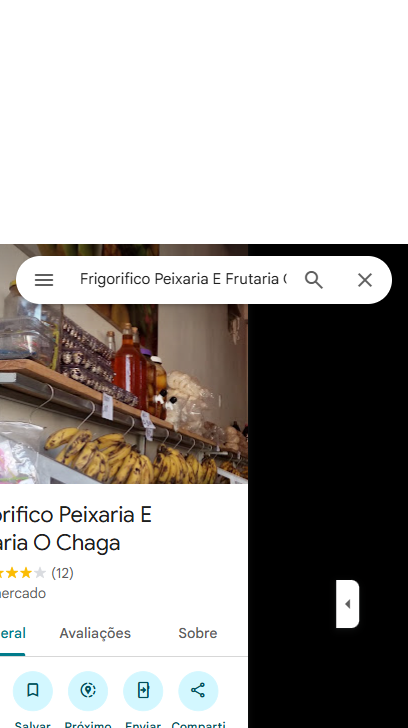 Frigorifico Peixaria E Frutaria
orifico Peixaria E
aria O Chaga
(12)
ercado
eral
Avaliações
Sobre
Salvar
Próximo
Enviar
Comparti